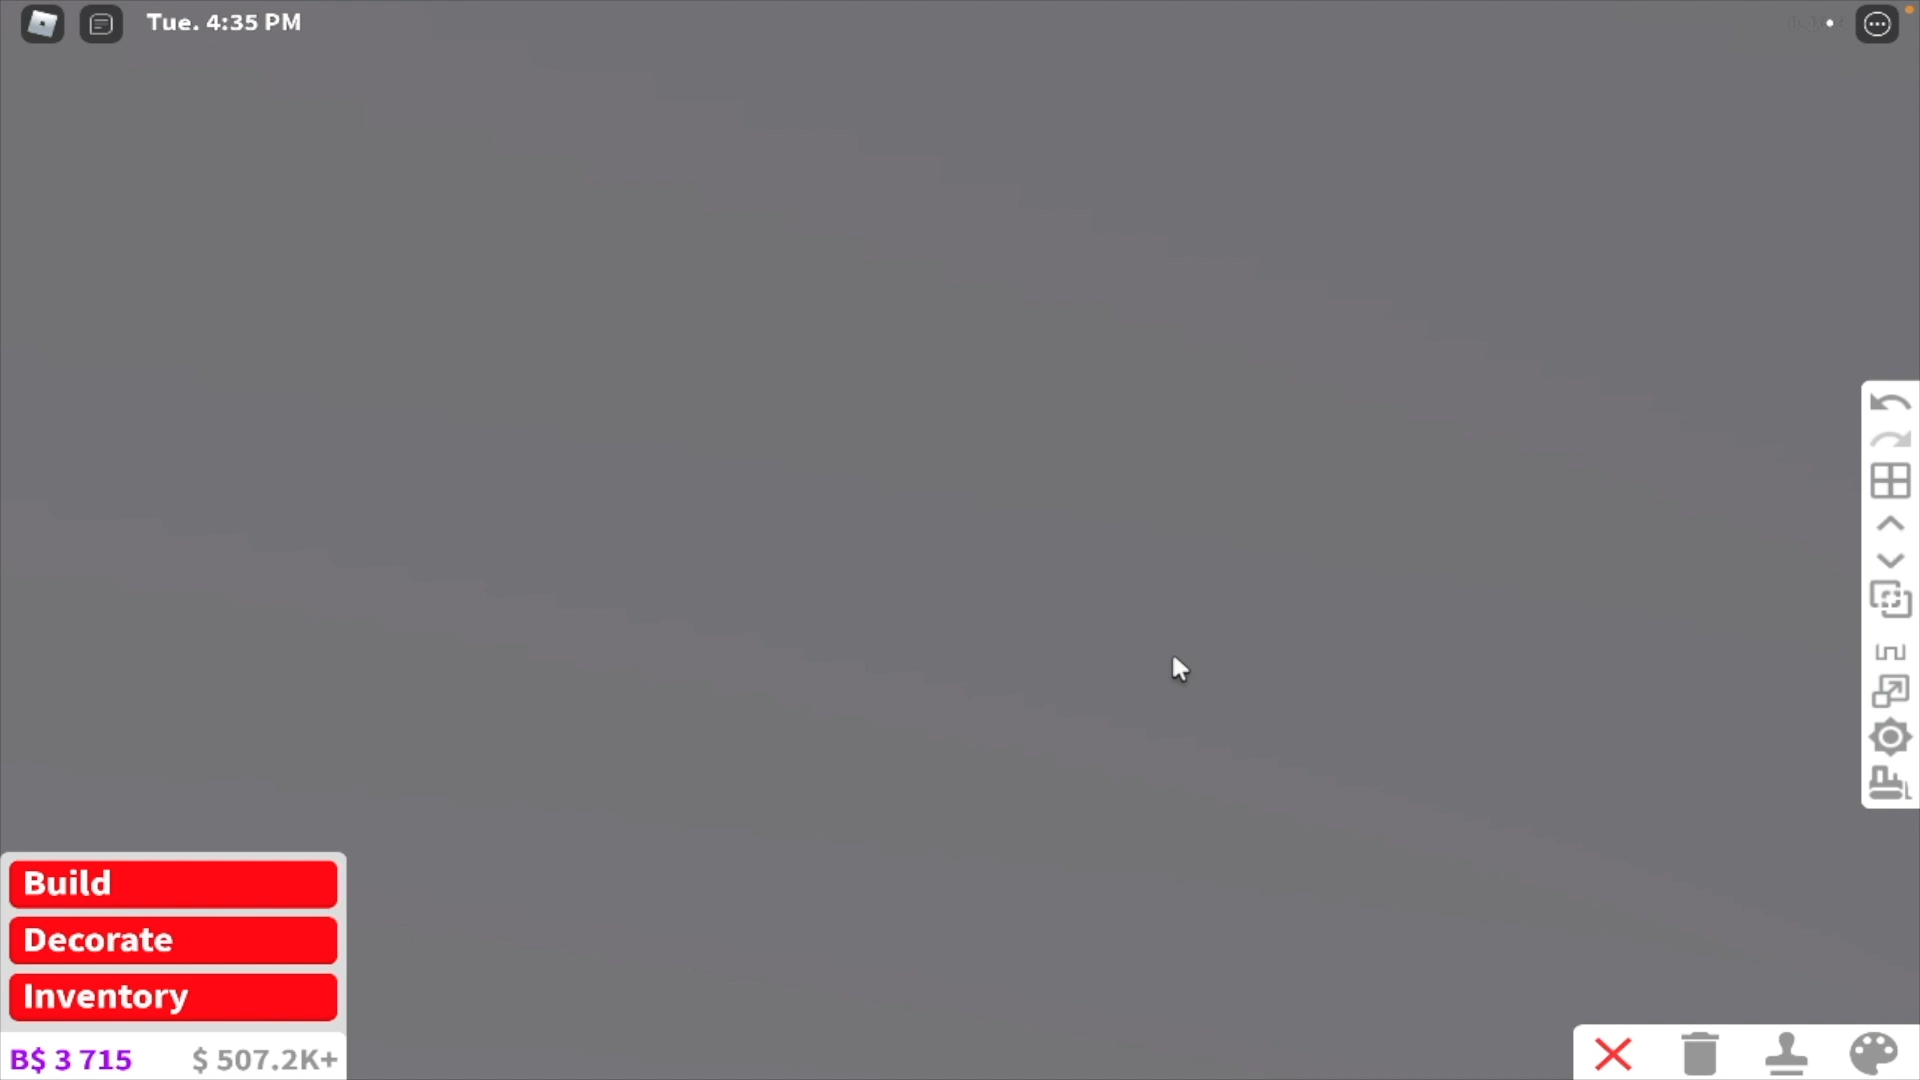 Tue. 4:35 PM
Build
Decorate
Inventory
B$ 3 715 $ 507.2K+